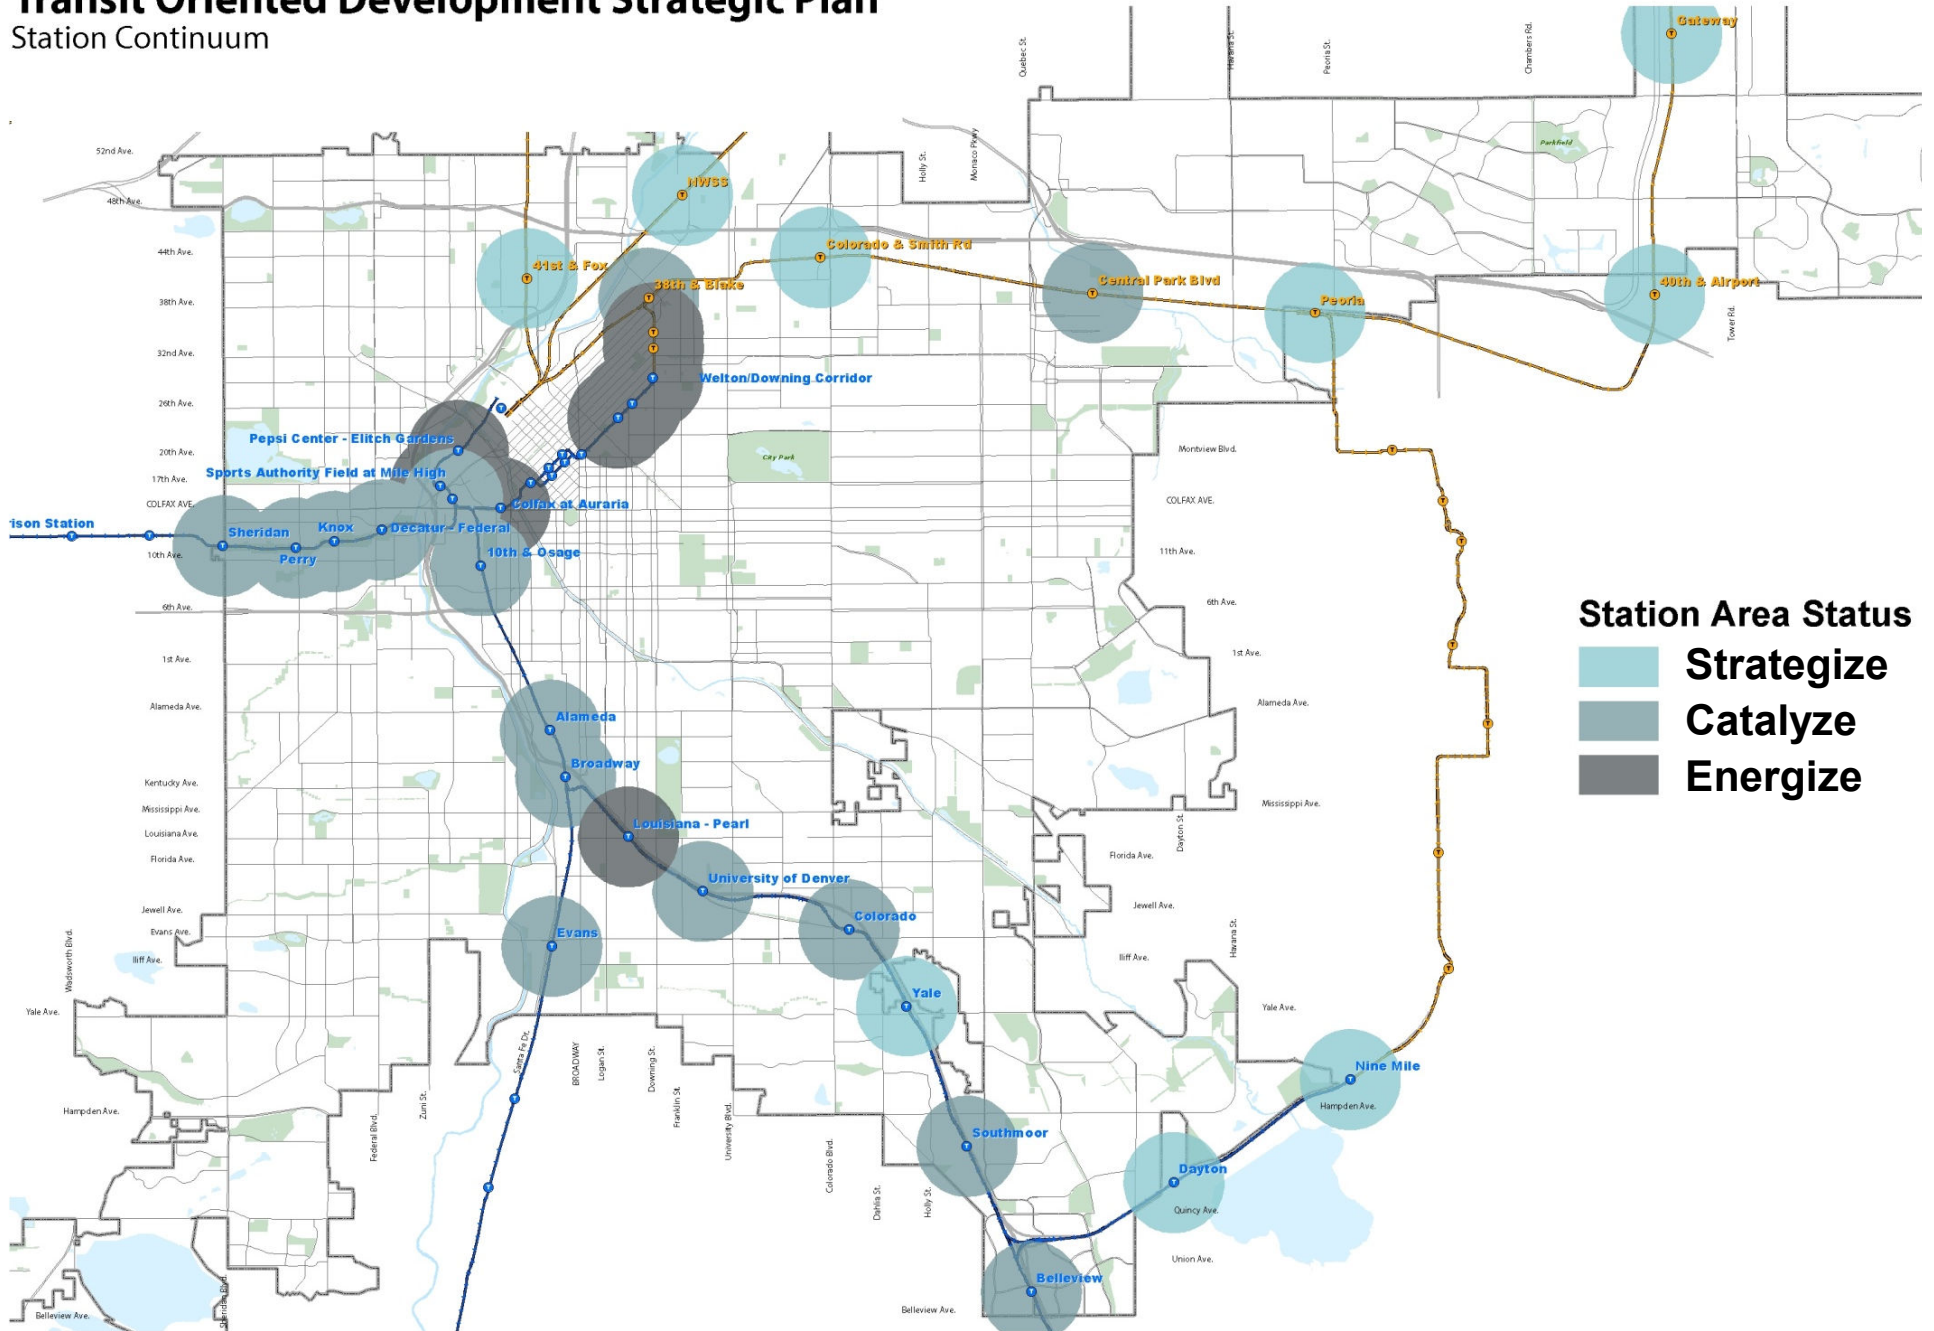 Transit Oriented Development Strategic Plan
Station Continuum
Gateway
Quebec St.
Havana St.
Peoria St.
Chambers Rd.
52nd Ave.
Holly St.
Monaco Pkwy
Parkfield
NWSS
48th Ave.
44th Ave.
Colorado & Smith Rd
41st & Fox
38th & Blake
Central Park Blvd
40th & Airport
38th Ave.
Peoria
Tower Rd.
32nd Ave.
Welton/Downing Corridor
26th Ave.
Pepsi Center - Elitch Gardens
20th Ave.
City Park
Montview Blvd.
Sports Authority Field at Mile High
17th Ave.
COLFAX AVE.
Colfax at Auraria
COLFAX AVE.
rison Station
Sheridan
Knox
Decatur - Federal
10th Ave.
Perry
10th & Osage
11th Ave.
6th Ave.
6th Ave.
Station Area Status
Strategize
Catalyze
Energize
1st Ave.
1st Ave.
Alameda Ave.
Alameda
Alameda Ave.
Broadway
Kentucky Ave.
Mississippi Ave.
Mississippi Ave.
Louisiana - Pearl
Louisiana Ave.
Dayton St.
Florida Ave.
Florida Ave.
University of Denver
Jewell Ave.
Colorado
Jewell Ave.
Evans Ave.
Evans
Havana St.
Wadsworth Blvd.
Iliff Ave.
Iliff Ave.
Yale
Yale Ave.
Yale Ave.
Santa Fe Dr.
BROADWAY
Logan St.
Downing St.
Franklin St.
University Blvd.
Nine Mile
Hampden Ave.
Hampden Ave.
Zuni St.
Federal Blvd.
Southmoor
Colorado Blvd.
Dahlia St.
Holly St.
Dayton
Quincy Ave.
Union Ave.
Belleview
Sheridan Blvd.
Belleview Ave.
Belleview Ave.